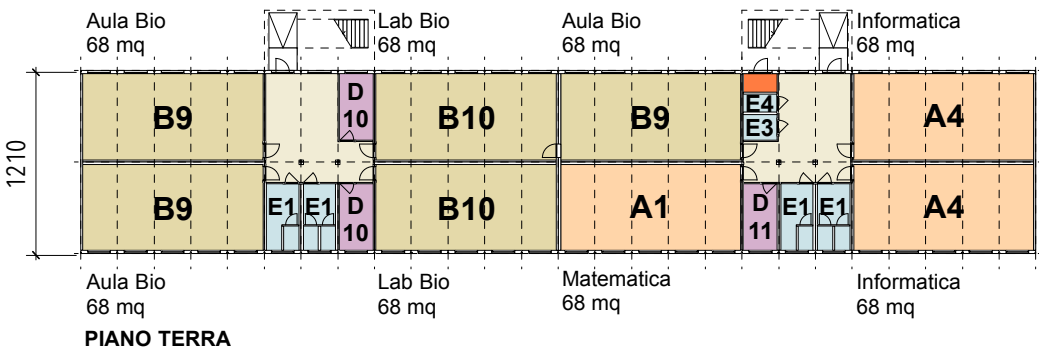 Aula Bio
68 mq
Lab Bio
68 mq
Aula Bio
68 mq
Informatica
68 mq
1210
B9
D
10
B10
B9
E4
E3
A4
B9
E1
E1
D
10
B10
A1
D
11
E1
E1
A4
Aula Bio
68 mq
Lab Bio
68 mq
Matematica
68 mq
Informatica
68 mq
PIANO TERRA